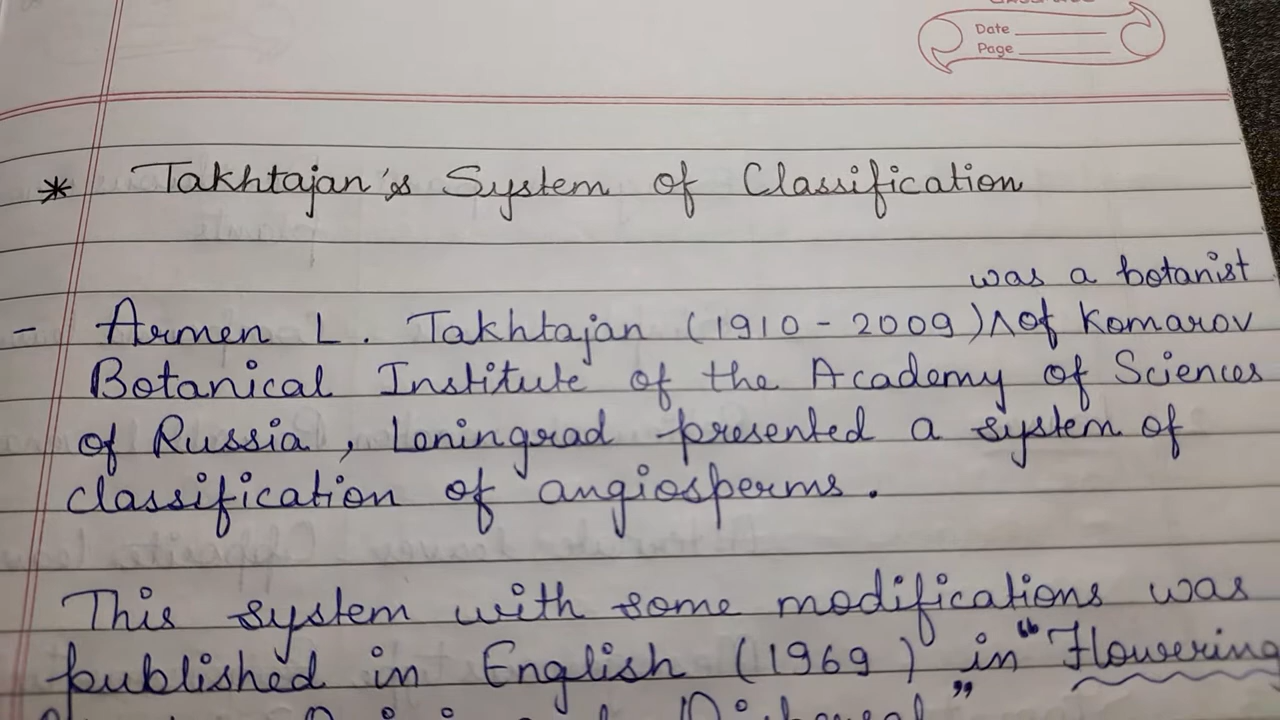 Date
Page
* Takhtajan's System of Classification
was a botanist
- Armen L. Takhtajan (1910 - 2009) ^ of Komarov
Botanical Institute of the Academy of Sciences
of Russia, Leningrad presented a system of
classification of angiosperms.
This system with some modifications was
published in English (1969) in "Flowering
"